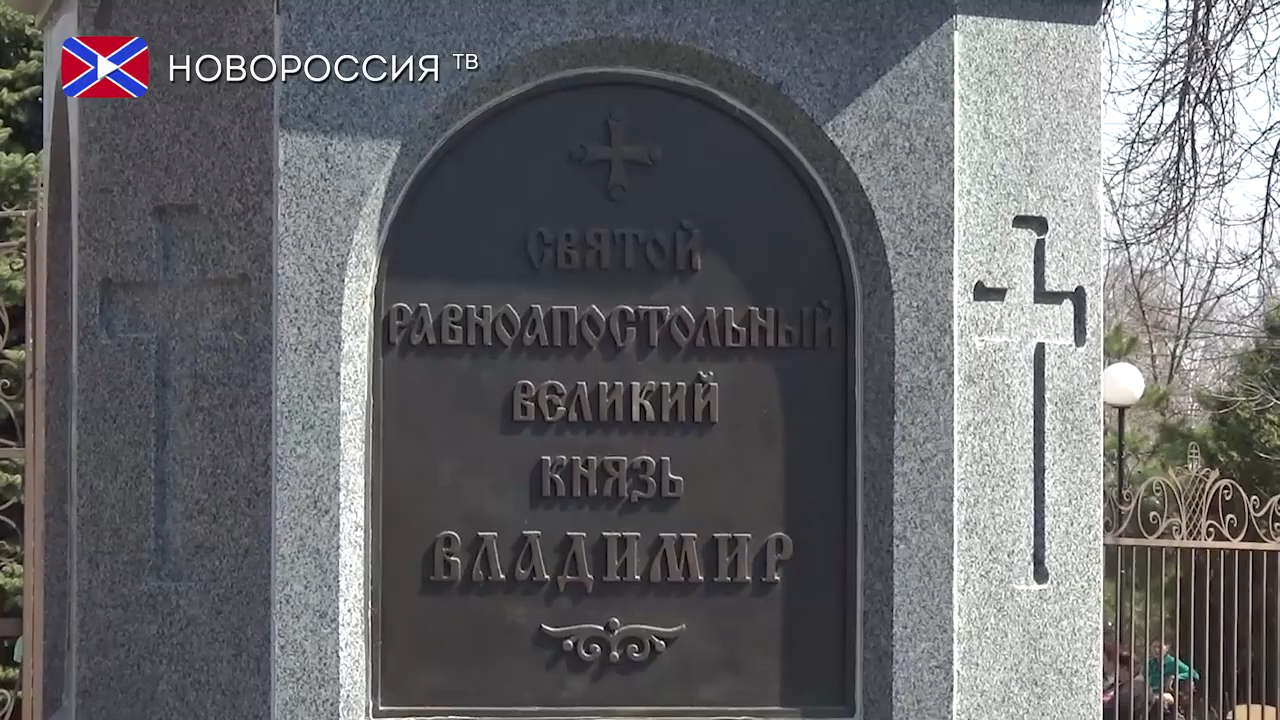 НОВОРОССИЯ ТВ
СВЯТОЙ
РАВНОАПОСТОЛЬНЫЙ
ВЕЛИКИЙ
КНЯЗЬ
ВЛАДИМИР